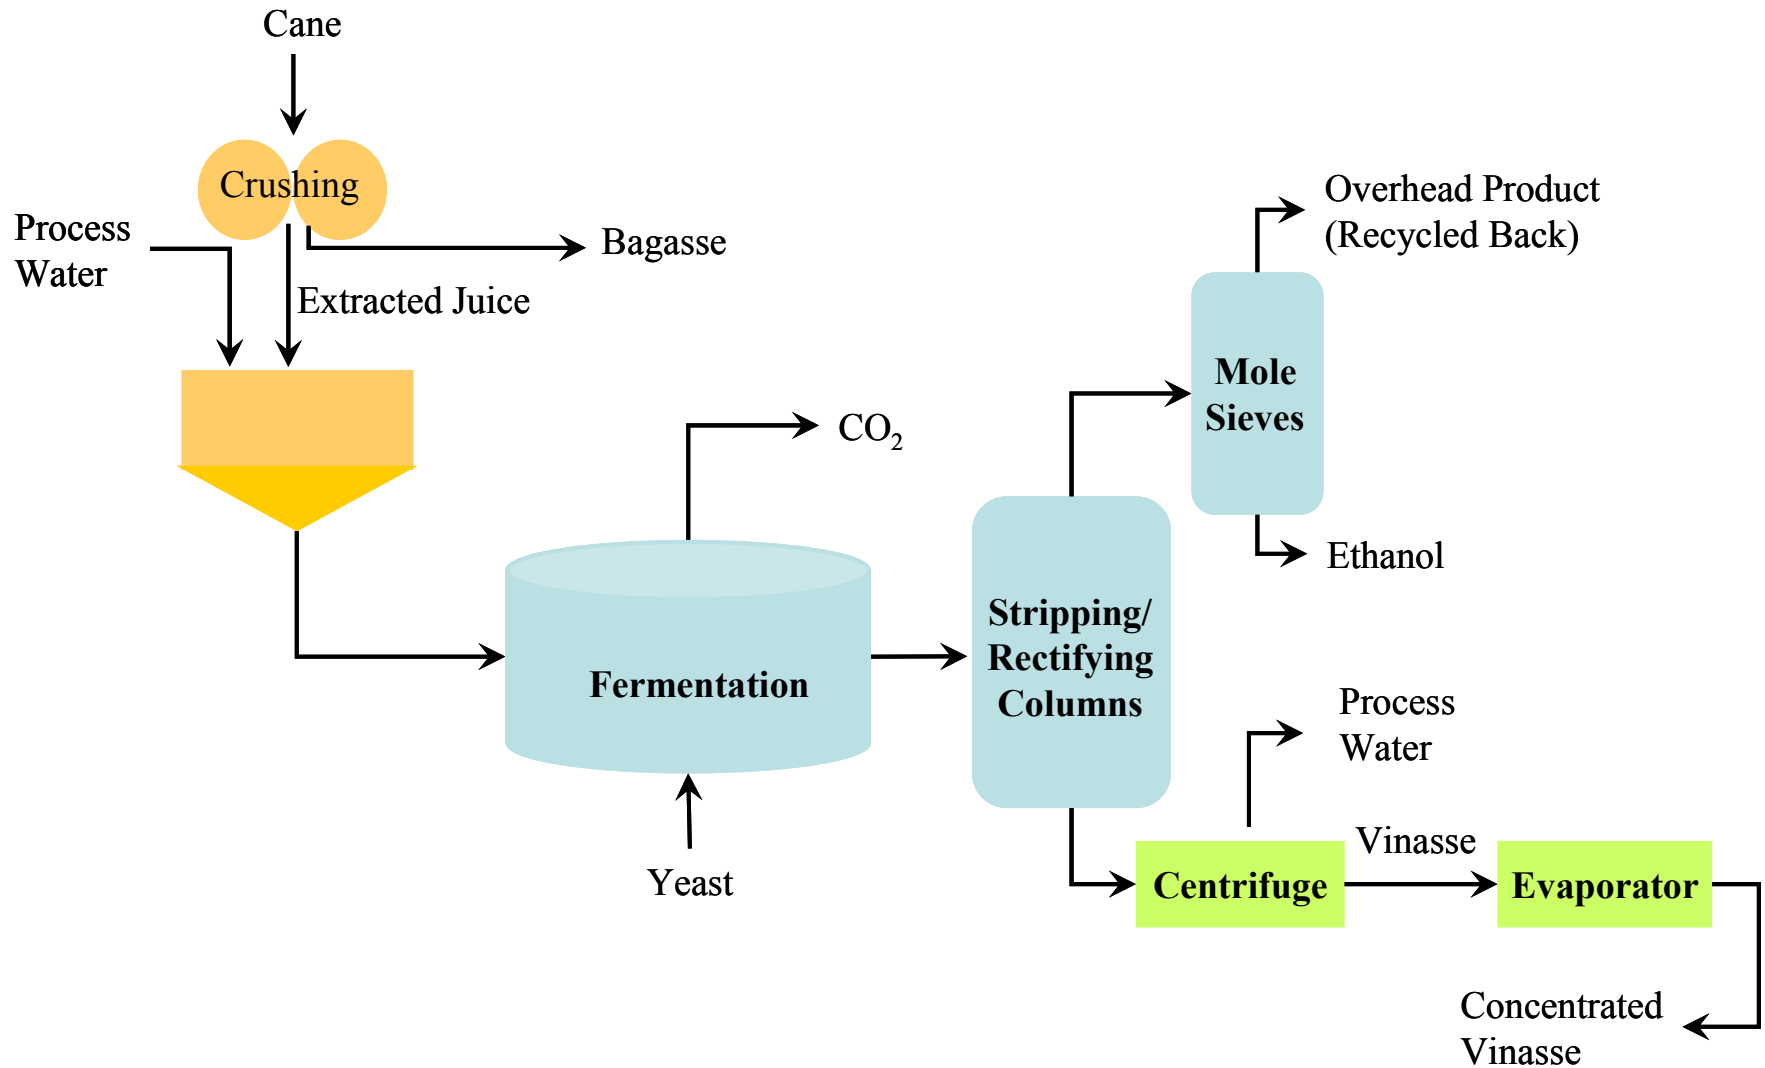 Cane
Crushing
Process
Water
Bagasse
Extracted Juice
CO₂
Fermentation
Yeast
Stripping/
Rectifying
Columns
Mole
Sieves
Overhead Product
(Recycled Back)
Ethanol
Process
Water
Centrifuge
Vinasse
Evaporator
Concentrated
Vinasse